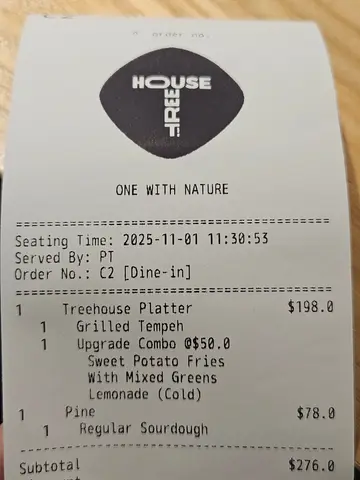 HOUSE
TREE
ONE WITH NATURE
================================
Seating Time: 2025-11-01 11:30:53
Served By: PT
Order No.: C2 [Dine-in]
================================
1 Treehouse Platter $198.0
1 Grilled Tempeh
1 Upgrade Combo @$50.0
Sweet Potato Fries
With Mixed Greens
Lemonade (Cold)
1 Pine $78.0
1 Regular Sourdough
--------------------------------
Subtotal $276.0